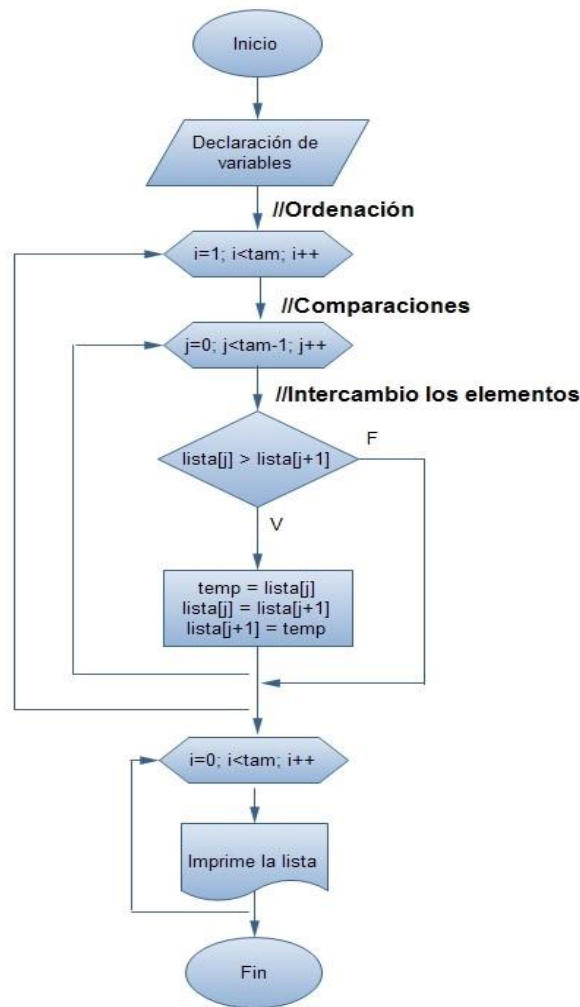 Inicio
Declaración de
variables
//Ordenación
i=1; i<tam; i++
//Comparaciones
j=0; j<tam-1; j++
//Intercambio los elementos
F
lista[j] > lista[j+1]
V
temp = lista[j]
lista[j] = lista[j+1]
lista[j+1] = temp
i=0; i<tam; i++
Imprime la lista
Fin